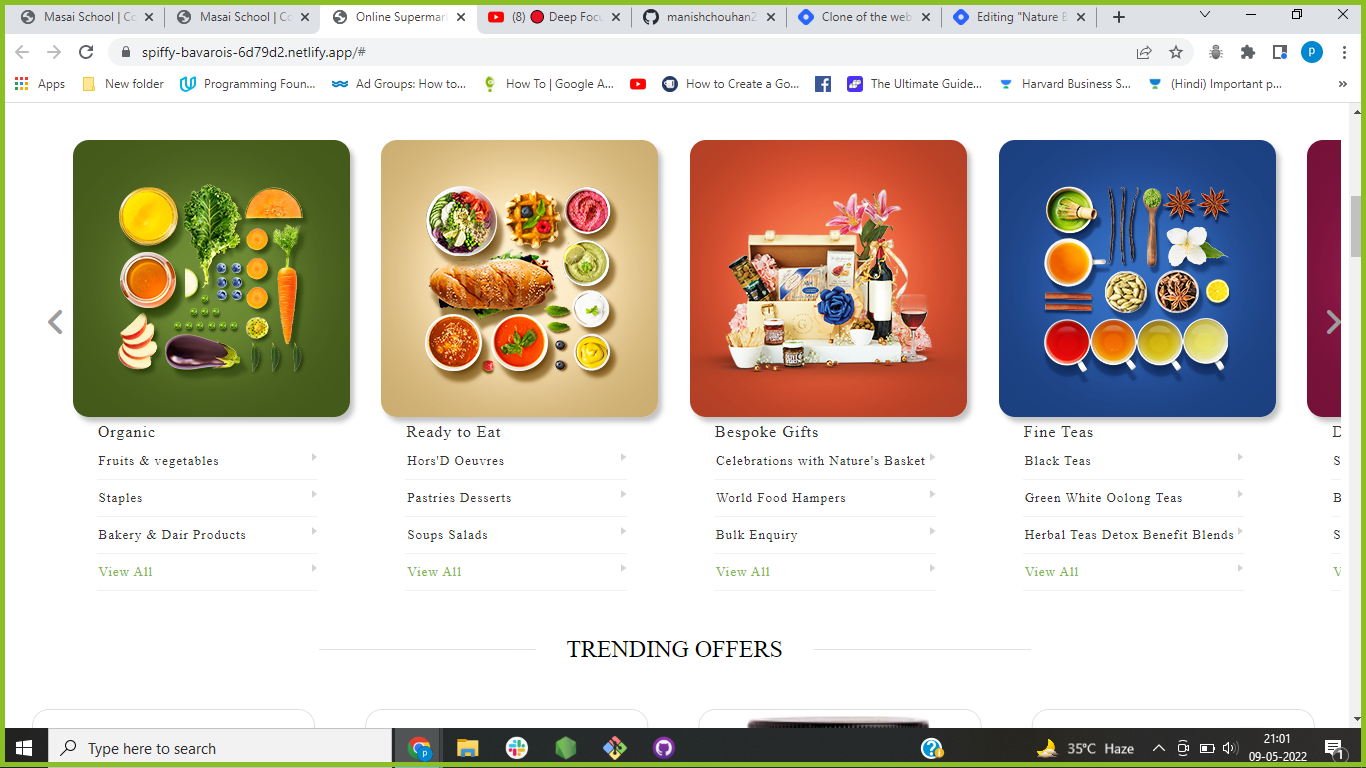 Masai School | Co
Masai School | Co
Online Supermar
(8) 🔴 Deep Foc
manishchouhan2
Clone of the web
Editing "Nature B
spiffy-bavarois-6d79d2.netlify.app/#
p
Apps
New folder
Programming Foun...
Ad Groups: How to...
How To | Google A...
How to Create a Go...
The Ultimate Guide...
Harvard Business S...
(Hindi) Important p...
»
Organic
Fruits & vegetables
Staples
Bakery & Dair Products
View All
Ready to Eat
Hors'D Oeuvres
Pastries Desserts
Soups Salads
View All
Bespoke Gifts
Celebrations with Nature's Basket
World Food Hampers
Bulk Enquiry
View All
Fine Teas
Black Teas
Green White Oolong Teas
Herbal Teas Detox Benefit Blends
View All
S
B
S
TRENDING OFFERS
Type here to search
p
35°C Haze
21:01
09-05-2022
1